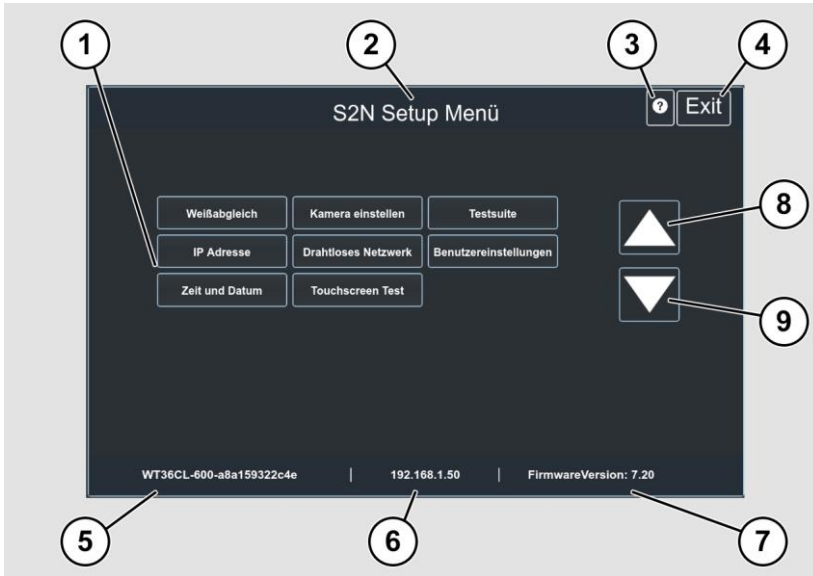 1 2 3 4
S2N Setup Menü ? Exit
Weißabgleich Kamera einstellen Testsuite
8
IP Adresse Drahtloses Netzwerk Benutzereinstellungen
Zeit und Datum Touchscreen Test
9
WT36CL-600-a8a159322c4e | 192.168.1.50 | FirmwareVersion: 7.20
5 6 7